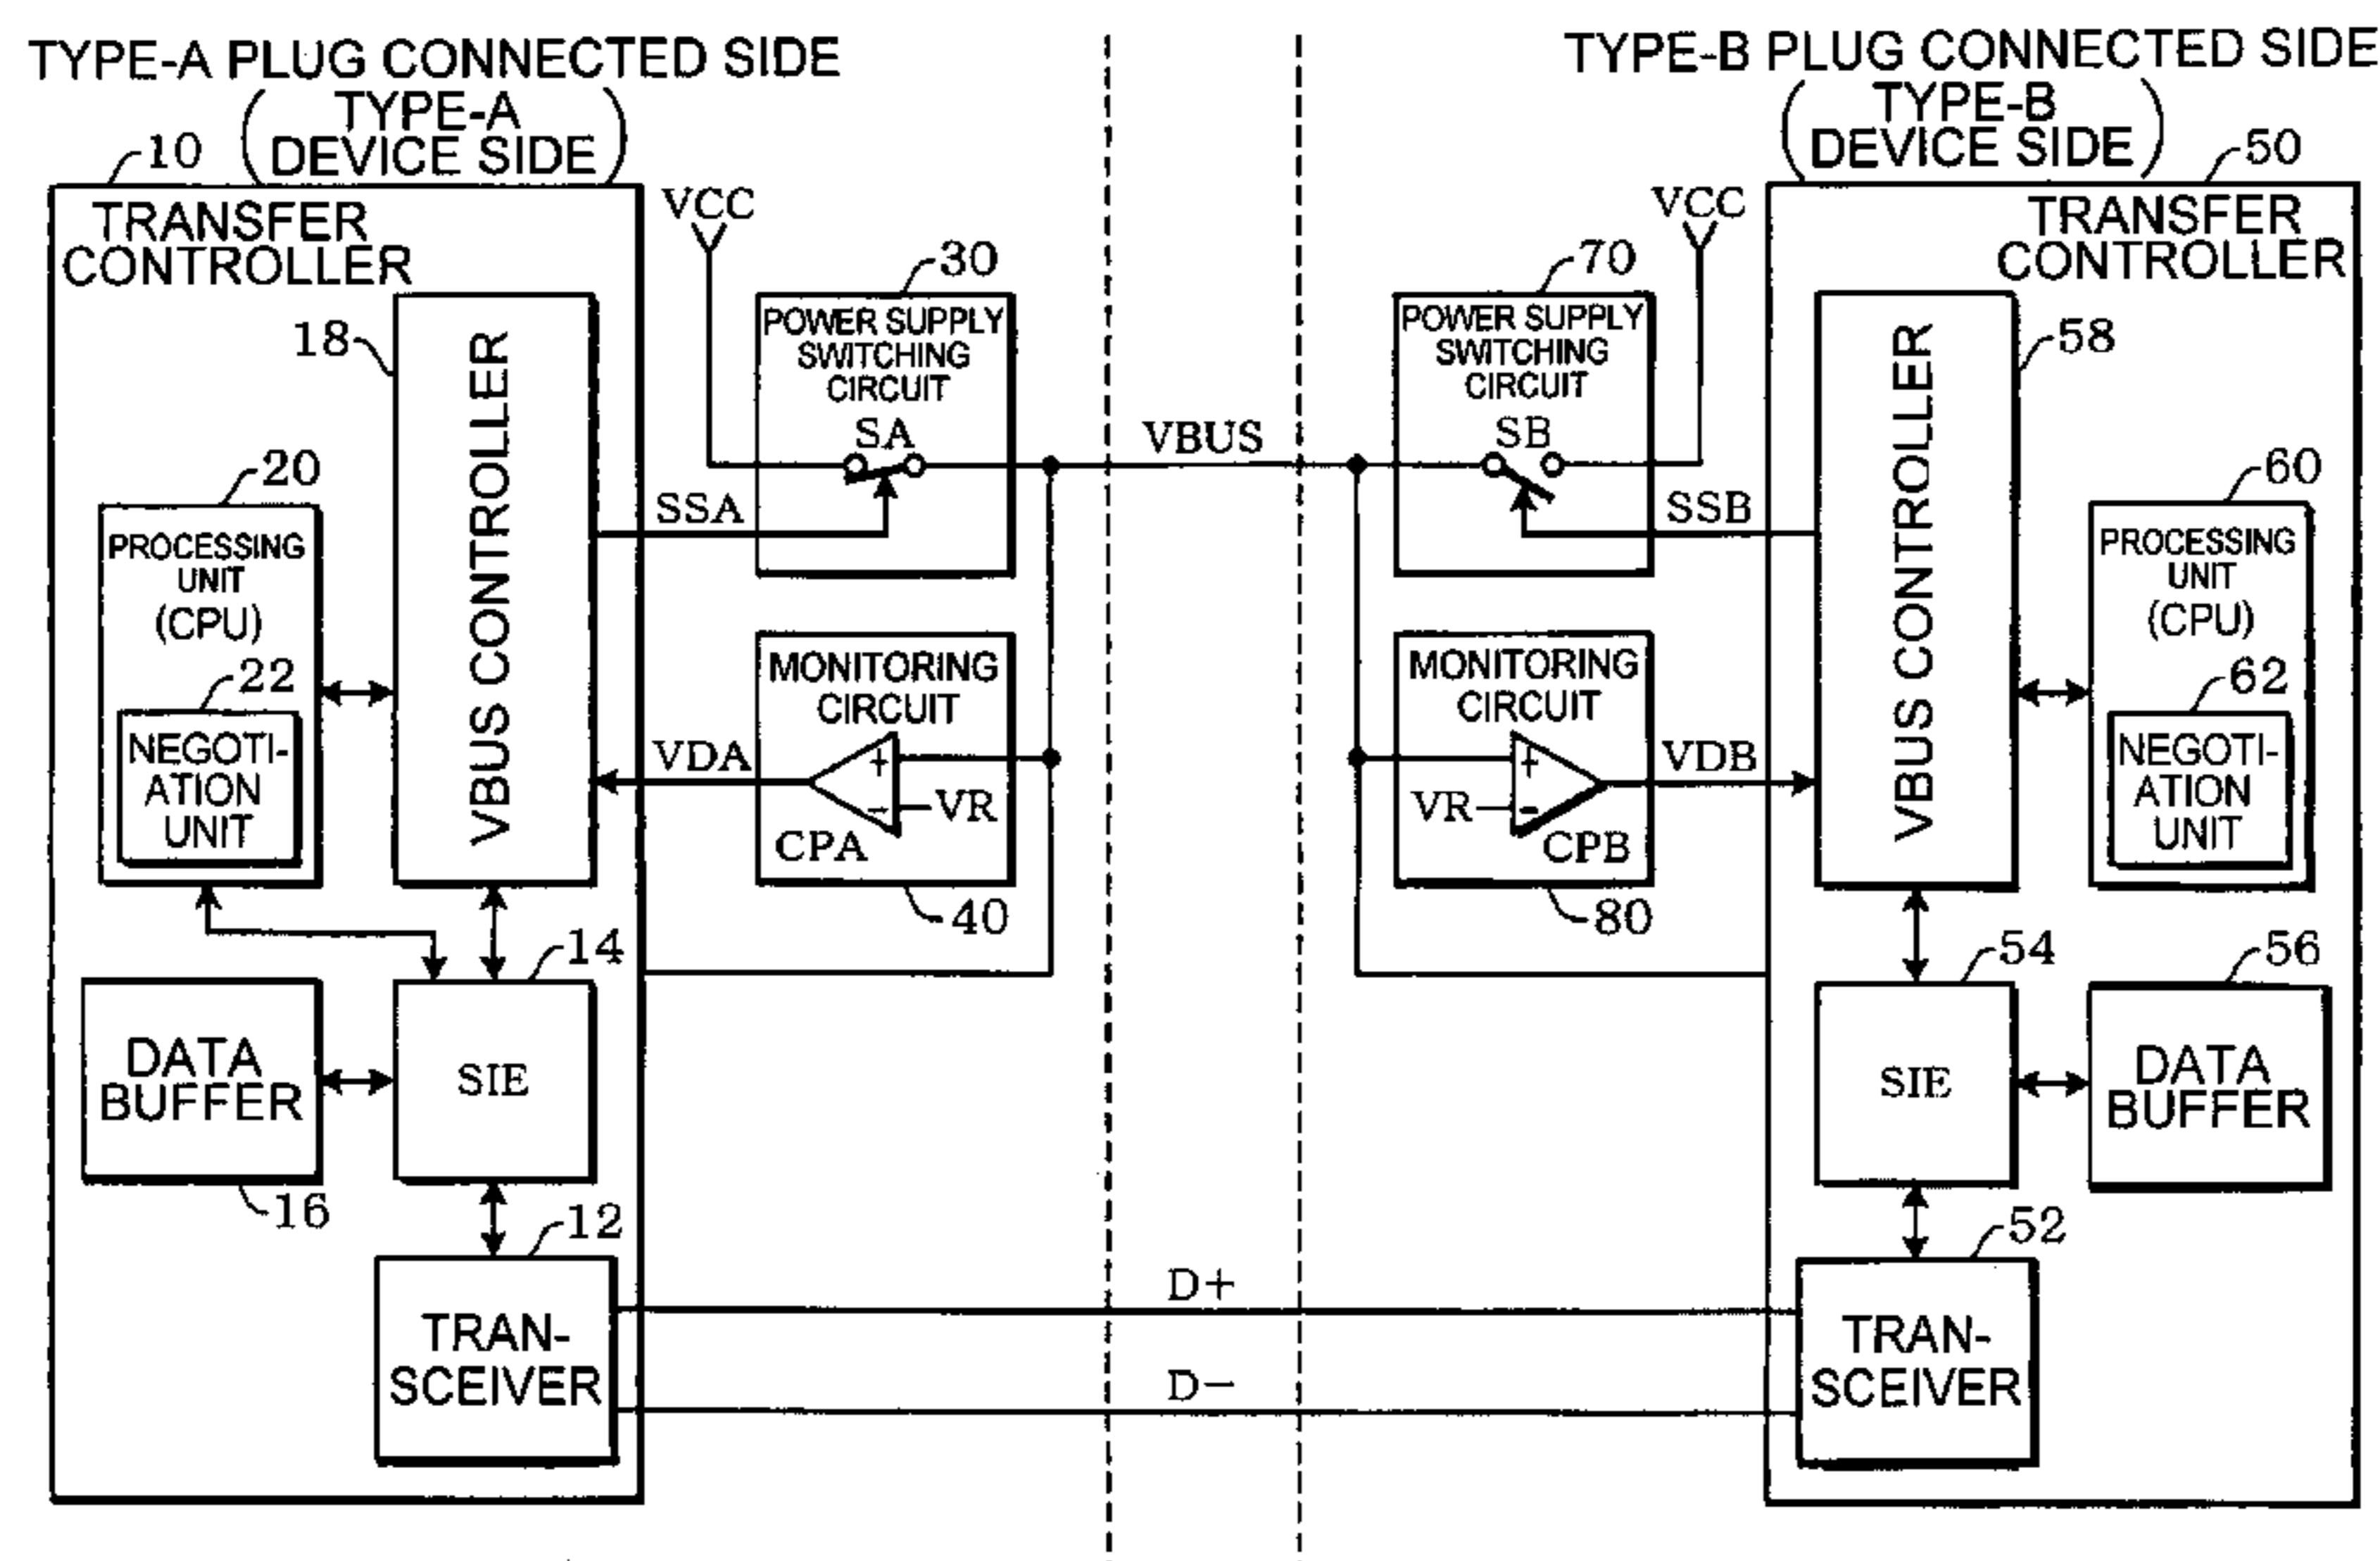 TYPE-A PLUG CONNECTED SIDE
(TYPE-A
DEVICE SIDE)
10
TRANSFER
CONTROLLER
18
VBUS CONTROLLER
20
PROCESSING
UNIT
(CPU)
22
NEGOTI-
ATION
UNIT
14
SIE
DATA
BUFFER
16
12
TRAN-
SCEIVER
VCC
30
POWER SUPPLY
SWITCHING
CIRCUIT
SA
SSA
MONITORING
CIRCUIT
VDA
+
-
VR
CPA
40
VBUS
D+
D-
TYPE-B PLUG CONNECTED SIDE
(TYPE-B
DEVICE SIDE)
50
TRANSFER
CONTROLLER
VCC
70
POWER SUPPLY
SWITCHING
CIRCUIT
SB
SSB
MONITORING
CIRCUIT
VDB
+
VR
-
CPB
80
58
VBUS CONTROLLER
60
PROCESSING
UNIT
(CPU)
62
NEGOTI-
ATION
UNIT
54
SIE
56
DATA
BUFFER
52
TRAN-
SCEIVER